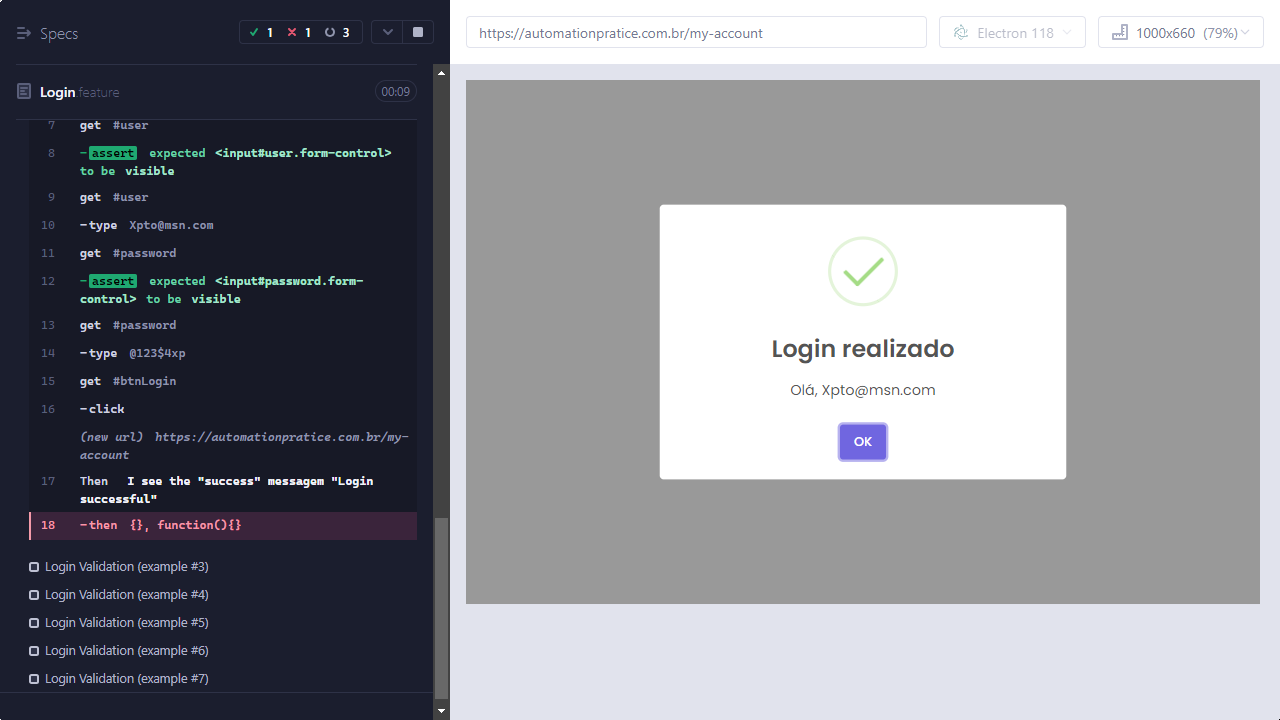 Specs
1
1
3
Login.feature
00:09
7 get #user
8 -assert expected <input#user.form-control>
to be visible
9 get #user
10 -type Xpto@msn.com
11 get #password
12 -assert expected <input#password.form-
control> to be visible
13 get #password
14 -type @123$4xp
15 get #btnLogin
16 -click
(new url) https://automationpratice.com.br/my-
account
17 Then I see the "success" messagem "Login
successful"
18 -then {}, function(){}
Login Validation (example #3)
Login Validation (example #4)
Login Validation (example #5)
Login Validation (example #6)
Login Validation (example #7)
https://automationpratice.com.br/my-account
Electron 118
1000x660 (79%)
Login realizado
Olá, Xpto@msn.com
OK